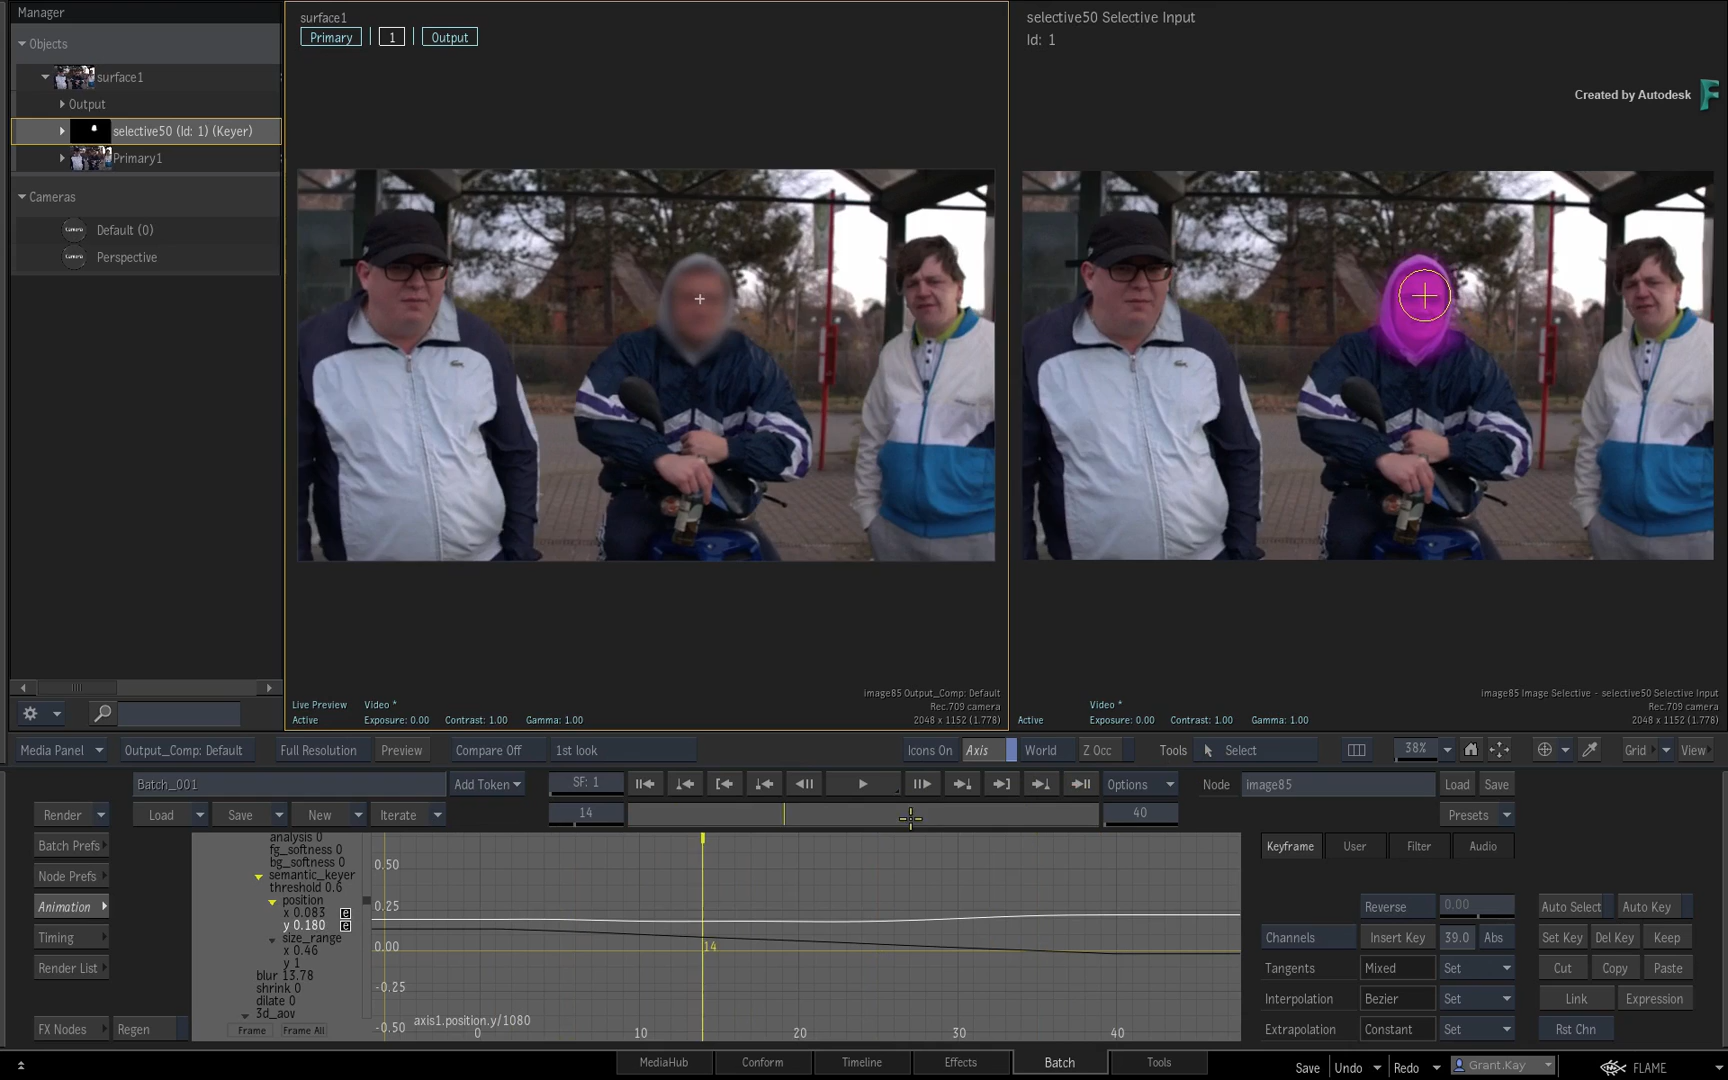 Manager
Objects
surface1
Output
selective50 (Id: 1) (Keyer)
Primary1
Cameras
Camera
Default (0)
Camera
Perspective
surface1
Primary
1
Output
selective50 Selective Input
Id: 1
Created by Autodesk
image85 Output_Comp: Default
Live Preview Video * Rec.709 camera
Active Exposure: 0.00 Contrast: 1.00 Gamma: 1.00 2048 x 1152 (1.778)
image85 Image Selective - selective50 Selective Input
Video * Rec.709 camera
Active Exposure: 0.00 Contrast: 1.00 Gamma: 1.00 2048 x 1152 (1.778)
Media Panel Output_Comp: Default Full Resolution Preview Compare Off 1st look Icons On Axis World Z Occ Tools Select 38% Grid View
Batch_001 Add Token SF: 1 Options Node image85 Load Save
Render Load Save New Iterate 14 40 Presets
Batch Prefs
Node Prefs
Animation
Timing
Render List
FX Nodes Regen
analysis 0
fg_softness 0
bg_softness 0
semantic_keyer
threshold 0.6
position
x 0.083 e
y 0.180 e
size_range
x 0.46
y 1
blur 13.78
shrink 0
dilate 0
3d_aov
Frame Frame All
0.50
0.25
0.00
-0.25
-0.50
14
axis1.position.y/1080
0 10 20 30 40
Keyframe User Filter Audio
Reverse 0.00 Auto Select Auto Key
Channels Insert Key 39.0 Abs Set Key Del Key Keep
Tangents Mixed Set Cut Copy Paste
Interpolation Bezier Set Link Expression
Extrapolation Constant Set Rst Chn
MediaHub Conform Timeline Effects Batch Tools
Save Undo Redo Grant.Kay FLAME